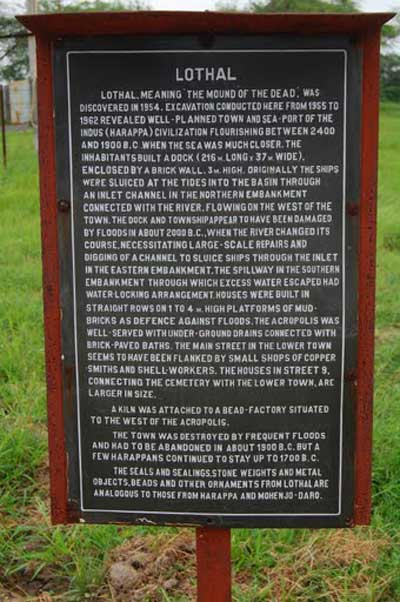 LOTHAL
LOTHAL, MEANING 'THE MOUND OF THE DEAD', WAS
DISCOVERED IN 1954. EXCAVATION CONDUCTED HERE FROM 1955 TO
1962 REVEALED WELL-PLANNED TOWN AND SEA-PORT OF THE
INDUS (HARAPPA) CIVILIZATION FLOURISHING BETWEEN 2400
AND 1900 B.C. WHEN THE SEA WAS MUCH CLOSER. THE
INHABITANTS BUILT A DOCK (216 M. LONG X 37 M. WIDE),
ENCLOSED BY A BRICK WALL, 3 M. HIGH. ORIGINALLY THE SHIPS
WERE SLUICED AT THE TIDES INTO THE BASIN THROUGH
AN INLET CHANNEL IN THE NORTHERN EMBANKMENT
CONNECTED WITH THE RIVER, FLOWING ON THE WEST OF THE
TOWN. THE DOCK AND TOWNSHIP APPEAR TO HAVE BEEN DAMAGED
BY FLOODS IN ABOUT 2000 B.C., WHEN THE RIVER CHANGED ITS
COURSE, NECESSITATING LARGE-SCALE REPAIRS AND
DIGGING OF A CHANNEL TO SLUICE SHIPS THROUGH THE INLET
IN THE EASTERN EMBANKMENT. THE SPILLWAY IN THE SOUTHERN
EMBANKMENT THROUGH WHICH EXCESS WATER ESCAPED HAD
WATER-LOCKING ARRANGEMENT. HOUSES WERE BUILT IN
STRAIGHT ROWS ON 1 TO 4 M. HIGH PLATFORMS OF MUD-
BRICKS AS DEFENCE AGAINST FLOODS. THE ACROPOLIS WAS
WELL-SERVED WITH UNDER-GROUND DRAINS CONNECTED WITH
BRICK-PAVED BATHS. THE MAIN STREET IN THE LOWER TOWN
SEEMS TO HAVE BEEN FLANKED BY SMALL SHOPS OF COPPER
-SMITHS AND SHELL-WORKERS. THE HOUSES IN STREET 9,
CONNECTING THE CEMETERY WITH THE LOWER TOWN, ARE
LARGER IN SIZE.
A KILN WAS ATTACHED TO A BEAD-FACTORY SITUATED
TO THE WEST OF THE ACROPOLIS.
THE TOWN WAS DESTROYED BY FREQUENT FLOODS
AND HAD TO BE ABANDONED IN ABOUT 1900 B.C. BUT A
FEW HARAPPANS CONTINUED TO STAY UP TO 1700 B.C.
THE SEALS AND SEALINGS, STONE WEIGHTS AND METAL
OBJECTS, BEADS AND OTHER ORNAMENTS FROM LOTHAL ARE
ANALOGOUS TO THOSE FROM HARAPPA AND MOHENJO-DARO.